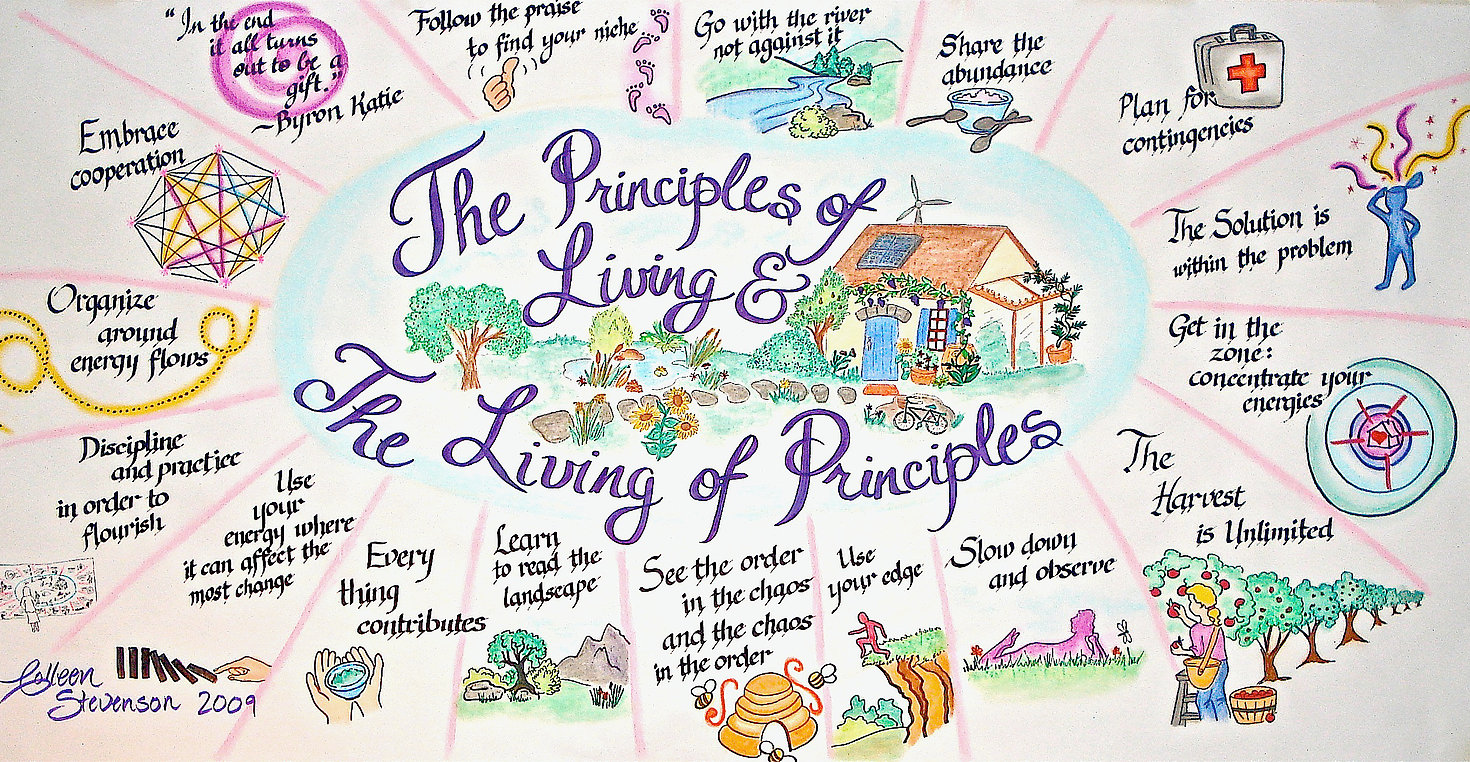 "In the end
it all turns
out to be a
gift."
~Byron Katie
Follow the praise
to find your niche
Go with the river
not against it
Share the
abundance
Plan for
contingencies
The Solution is
within the problem
Get in the
zone:
concentrate your
energies
The
Harvest
is Unlimited
Slow down
and observe
Use
your edge
See the order
in the chaos
and the chaos
in the order
Learn
to read the
landscape
Every
thing
contributes
Use
your
energy where
it can affect the
most change
Discipline
and practice
in order to
flourish
Organize
around
energy flows
Embrace
cooperation
The Principles of
Living &
The Living of Principles
Colleen
Stevenson 2009